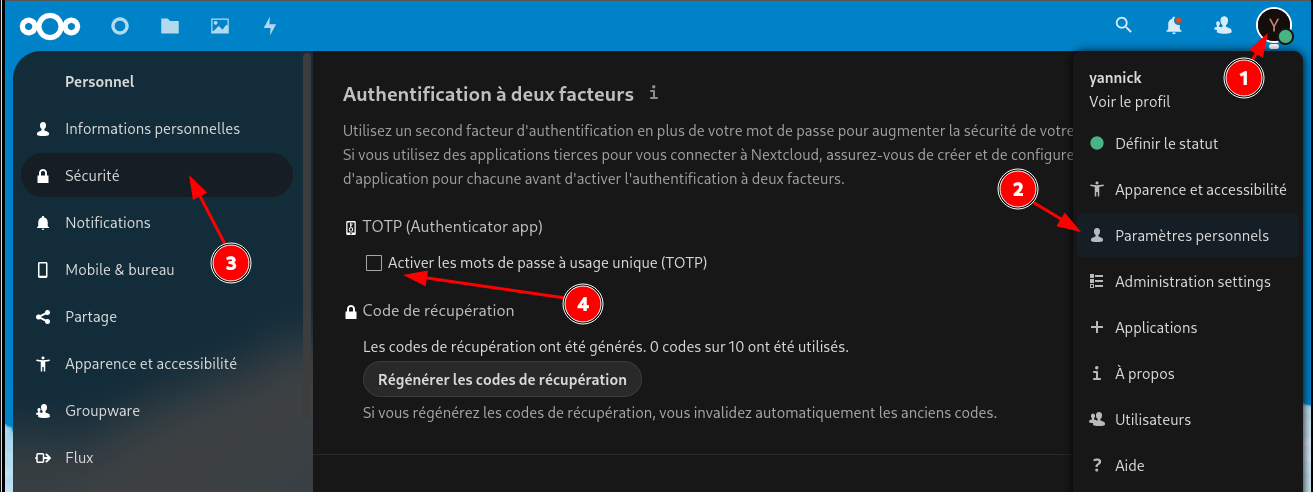 Y
1
yannick
Voir le profil
Définir le statut
Apparence et accessibilité
2
Paramètres personnels
Administration settings
Applications
À propos
Utilisateurs
Aide
Personnel
Informations personnelles
Sécurité
3
Notifications
Mobile & bureau
Partage
Apparence et accessibilité
Groupware
Flux
Authentification à deux facteurs
Utilisez un second facteur d'authentification en plus de votre mot de passe pour augmenter la sécurité de votre
Si vous utilisez des applications tierces pour vous connecter à Nextcloud, assurez-vous de créer et de configure
d'application pour chacune avant d'activer l'authentification à deux facteurs.
TOTP (Authenticator app)
Activer les mots de passe à usage unique (TOTP)
4
Code de récupération
Les codes de récupération ont été générés. 0 codes sur 10 ont été utilisés.
Régénérer les codes de récupération
Si vous régénérez les codes de récupération, vous invalidez automatiquement les anciens codes.